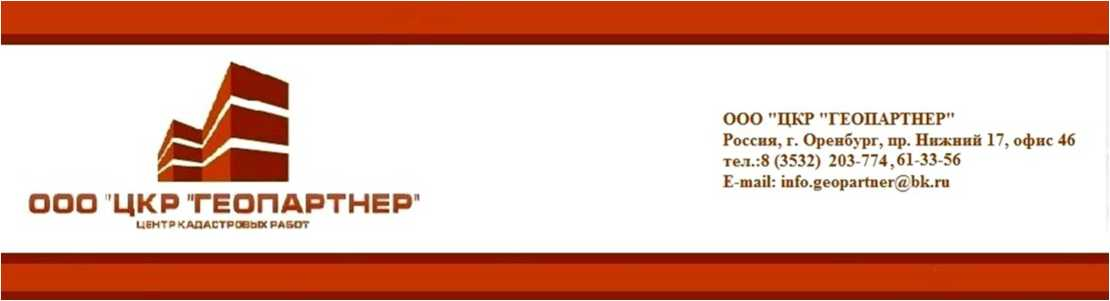 ООО "ЦКР "ГЕОПАРТНЕР"
ЦЕНТР КАДАСТРОВЫХ РАБОТ
ООО "ЦКР "ГЕОПАРТНЕР"
Россия, г. Оренбург, пр. Нижний 17, офис 46
тел.:8 (3532) 203-774,61-33-56
E-mail: info.geopartner@bk.ru